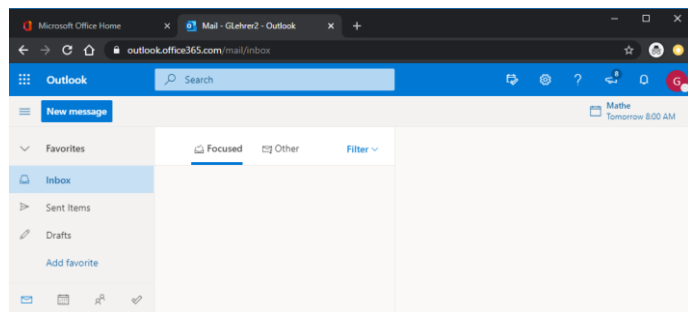 Microsoft Office Home
Mail - GLehrer2 - Outlook
outlook.office365.com/mail/inbox
Outlook
Search
8
G
New message
Mathe
Tomorrow 8:00 AM
Favorites
Focused
Other
Filter
Inbox
Sent Items
Drafts
Add favorite